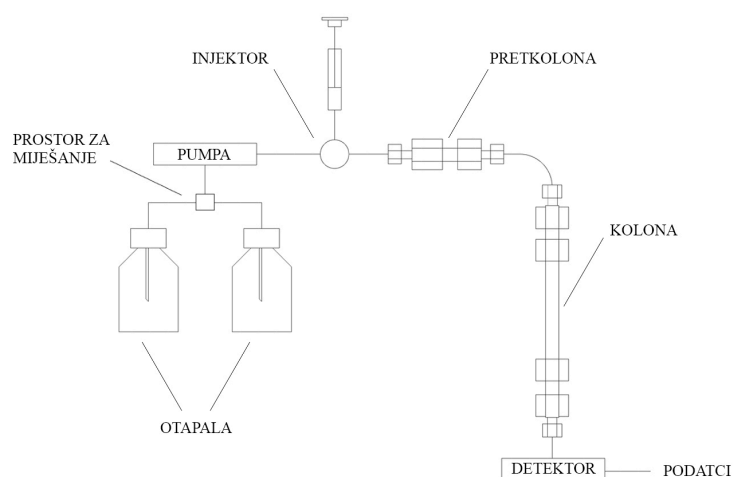 INJEKTOR
PRETKOLONA
PROSTOR ZA
MIJEŠANJE
PUMPA
KOLONA
OTAPALA
DETEKTOR
PODATCI